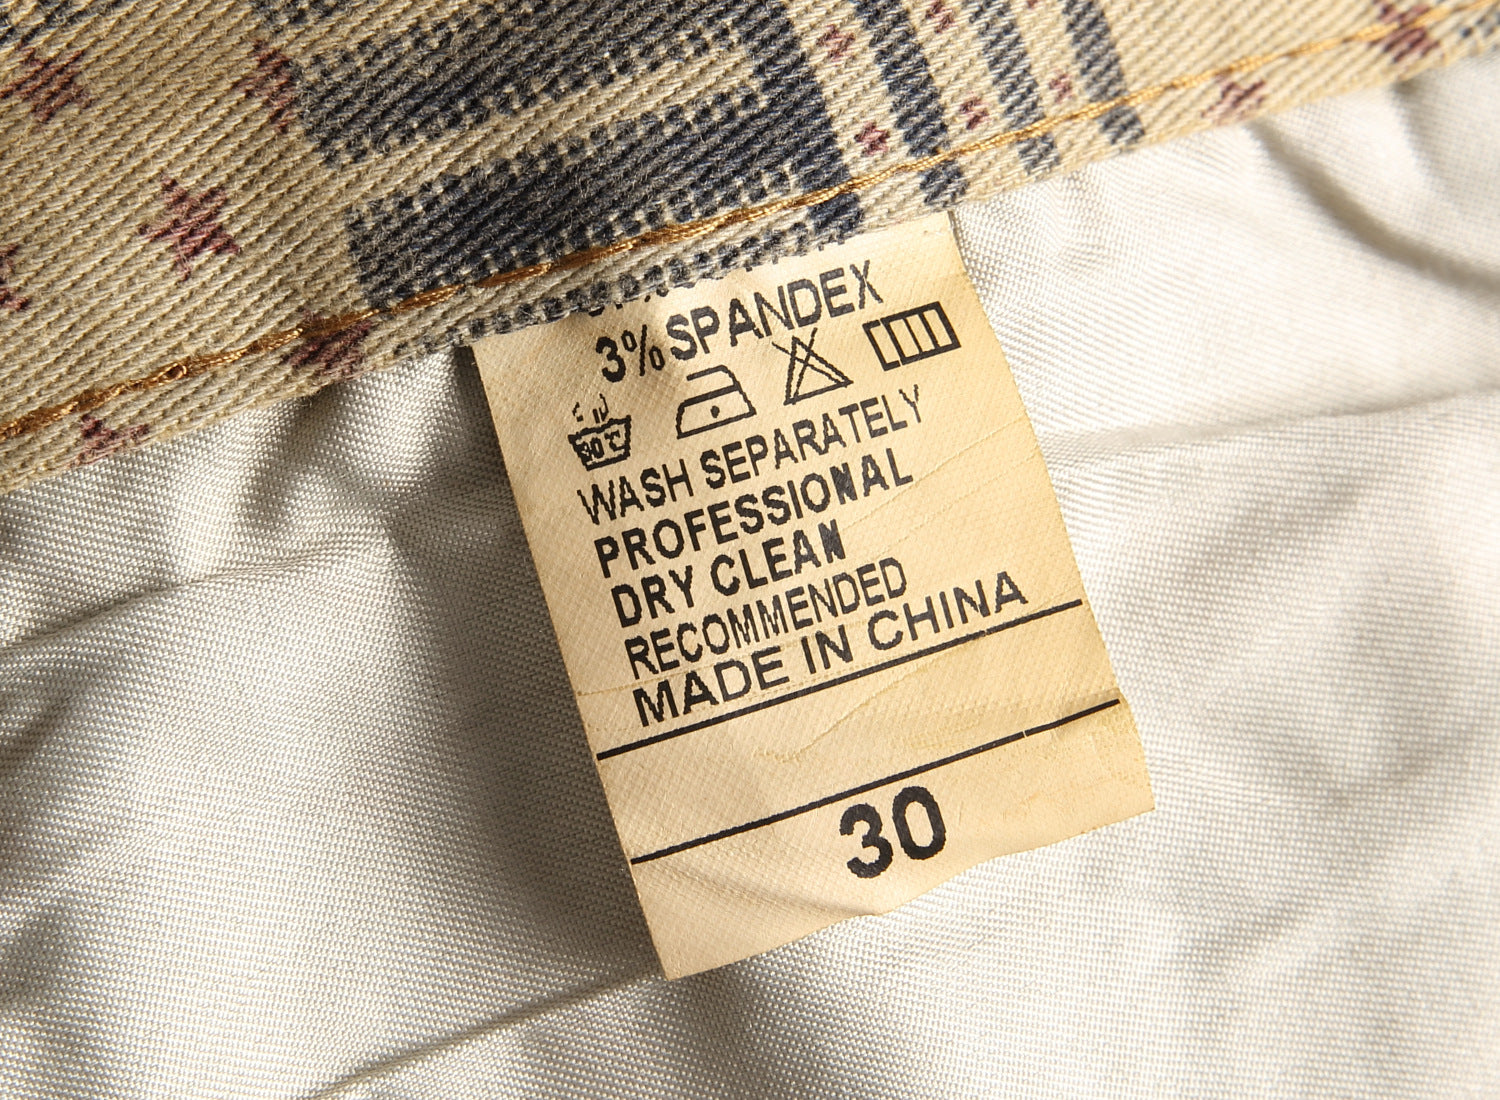 3% SPANDEX
30°C
WASH SEPARATELY
PROFESSIONAL
DRY CLEAN
RECOMMENDED
MADE IN CHINA
30